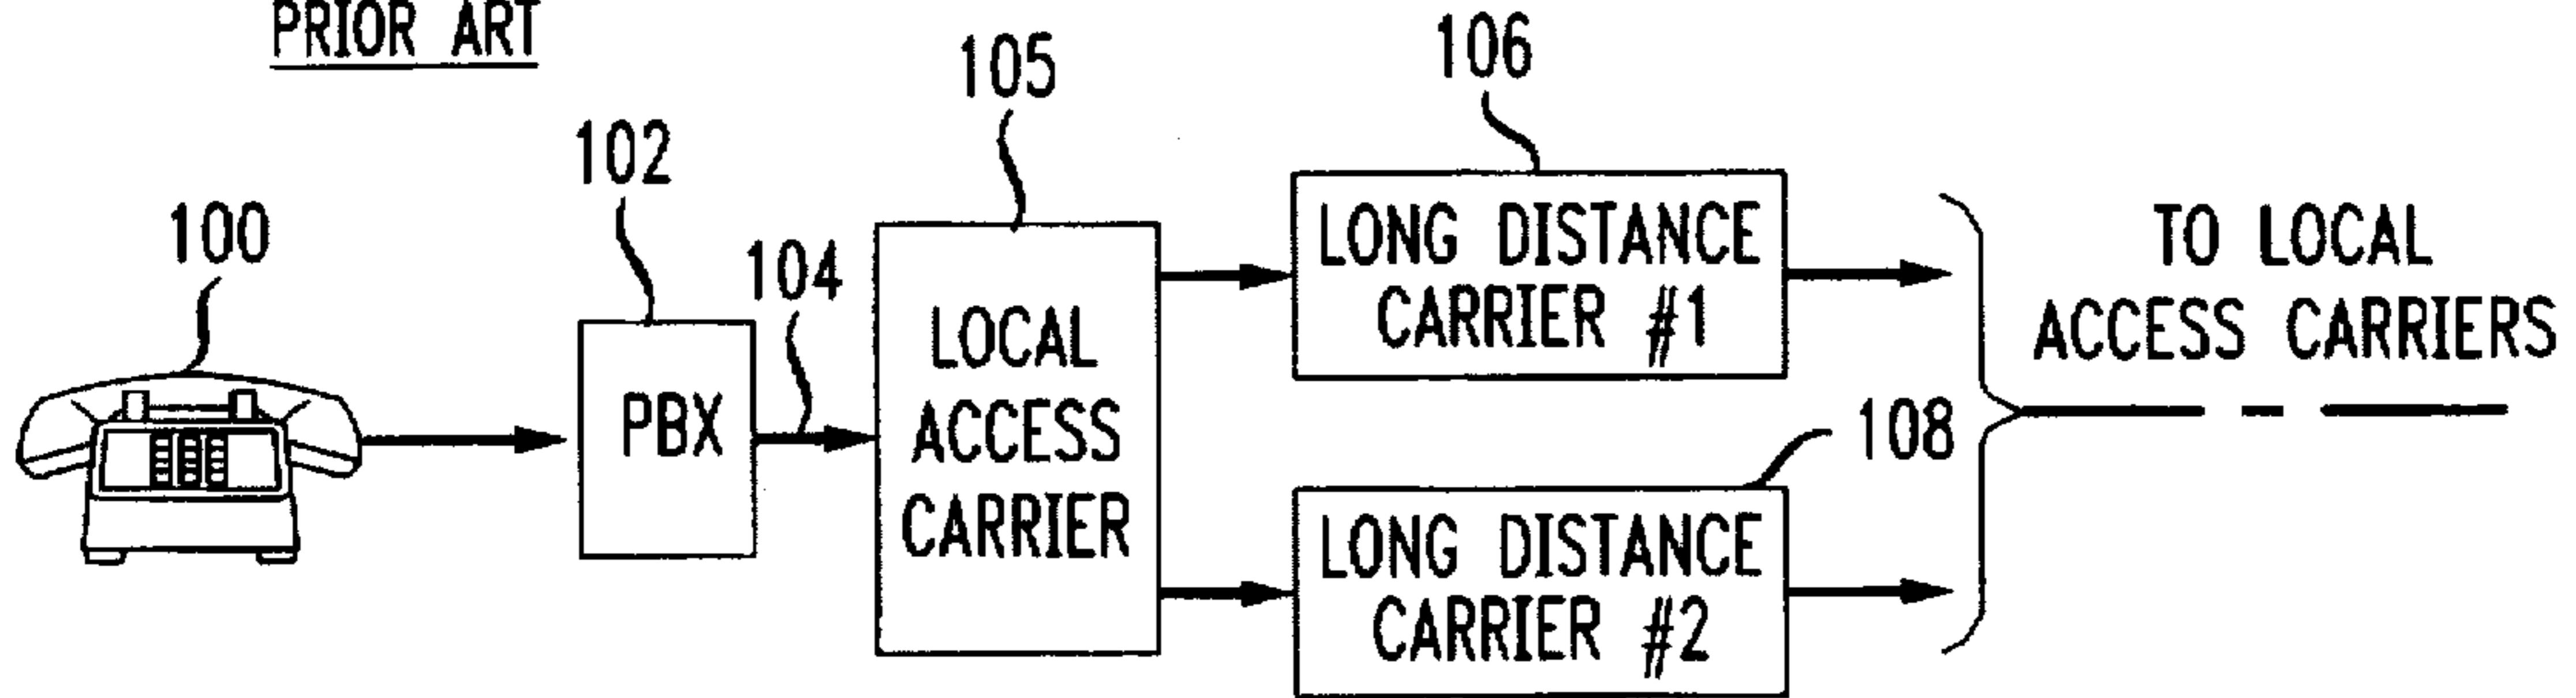 PRIOR ART
100
102
104
105
106
108
PBX
LOCAL
ACCESS
CARRIER
LONG DISTANCE
CARRIER #1
LONG DISTANCE
CARRIER #2
TO LOCAL
ACCESS CARRIERS